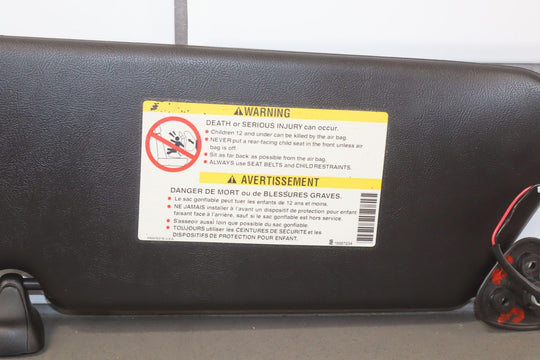 WARNING
DEATH or SERIOUS INJURY can occur.
• Children 12 and under can be killed by the air bag.
• NEVER put a rear-facing child seat in the front unless air
bag is off.
• Sit as far back as possible from the air bag.
• ALWAYS use SEAT BELTS and CHILD RESTRAINTS.
AVERTISSEMENT
DANGER DE MORT ou de BLESSURES GRAVES.
• Le sac gonflable peut tuer les enfants de 12 ans et moins.
• NE JAMAIS installer à l'avant un dispositif de protection pour enfant
faisant face à l'arrière, sauf si le sac gonflable est hors service.
• S'asseoir aussi loin que possible du sac gonflable.
• TOUJOURS utiliser les CEINTURES DE SECURITE et les
DISPOSITIFS DE PROTECTION POUR ENFANT.
PRINTED IN U.S.A.